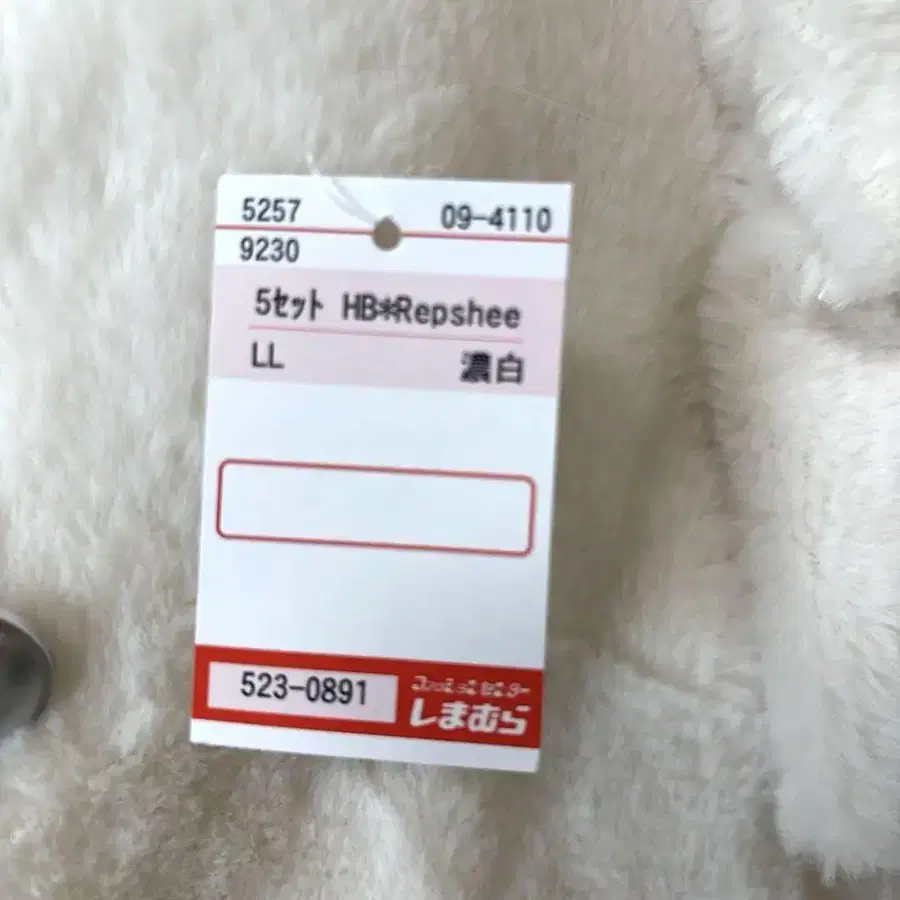 5257 09-4110
9230
5ｾｯﾄ HB*Repshee
LL 濃白
523-0891
ファッションセンター
しまむら